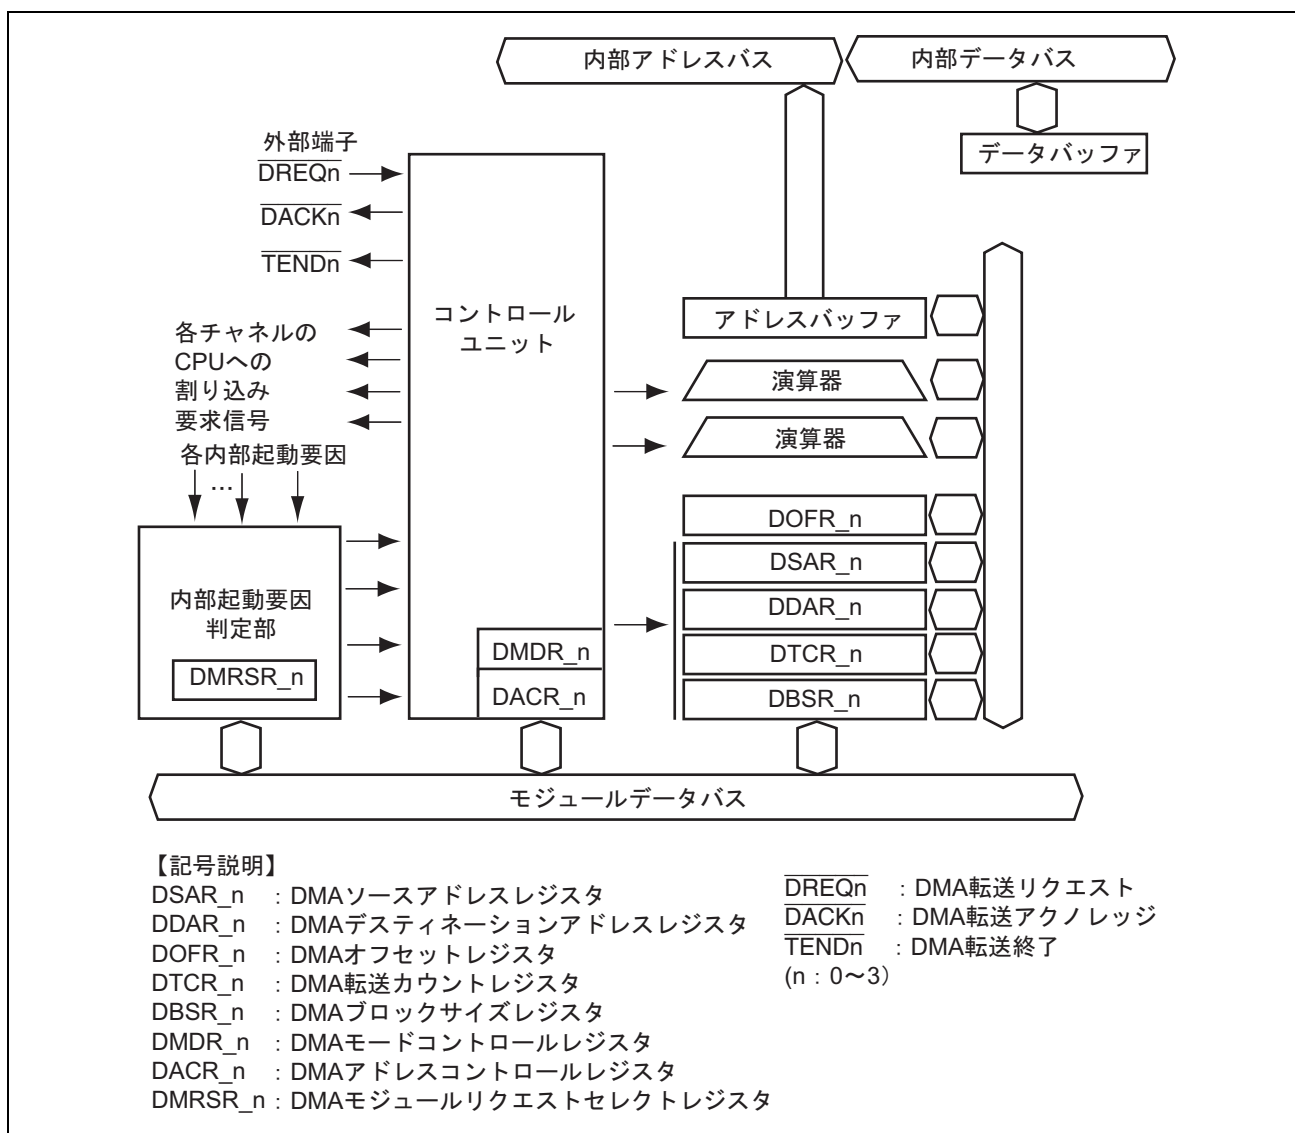 内部アドレスバス
内部データバス
データバッファ
外部端子
DREQn
DACKn
TENDn
コントロール
ユニット
アドレスバッファ
各チャネルの
CPUへの
割り込み
要求信号
演算器
演算器
各内部起動要因
…
DOFR_n
DSAR_n
DDAR_n
DTCR_n
DBSR_n
内部起動要因
判定部
DMRSR_n
DMDR_n
DACR_n
モジュールデータバス
【記号説明】
DSAR_n : DMAソースアドレスレジスタ
DDAR_n : DMAデスティネーションアドレスレジスタ
DOFR_n : DMAオフセットレジスタ
DTCR_n : DMA転送カウントレジスタ
DBSR_n : DMAブロックサイズレジスタ
DMDR_n : DMAモードコントロールレジスタ
DACR_n : DMAアドレスコントロールレジスタ
DMRSR_n : DMAモジュールリクエストセレクトレジスタ
DREQn : DMA転送リクエスト
DACKn : DMA転送アクノレッジ
TENDn : DMA転送終了
(n : 0～3）